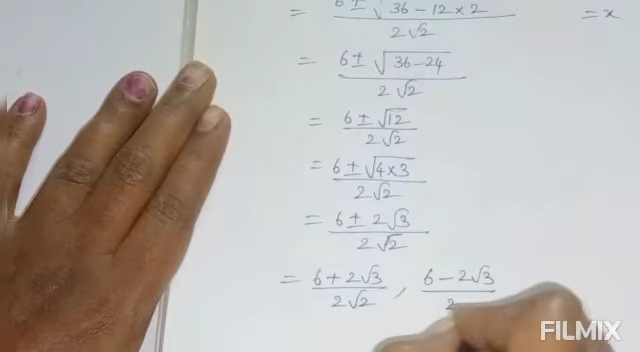 = 6 ± √36 – 12 × 2 / 2√2 = x
= 6 ± √36 – 24 / 2√2
= 6 ± √12 / 2√2
= 6 ± √4 × 3 / 2√2
= 6 ± 2√3 / 2√2
= 6 + 2√3 / 2√2 , 6 – 2√3 / 2
FILMIX